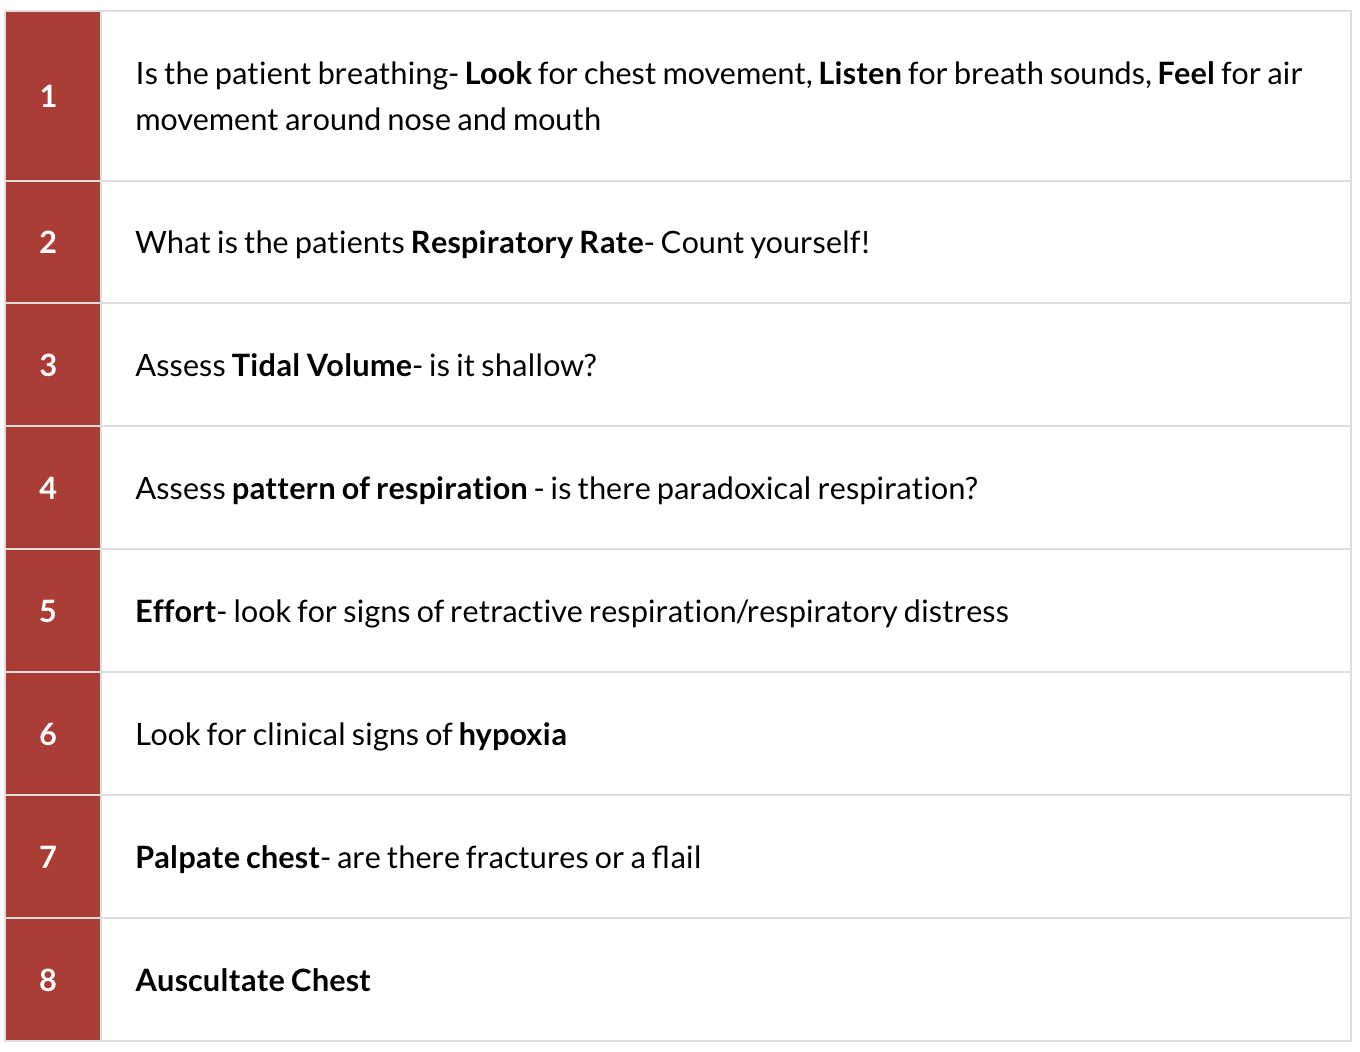 1
Is the patient breathing- Look for chest movement, Listen for breath sounds, Feel for air
movement around nose and mouth
2
What is the patients Respiratory Rate- Count yourself!
3
Assess Tidal Volume- is it shallow?
4
Assess pattern of respiration - is there paradoxical respiration?
5
Effort- look for signs of retractive respiration/respiratory distress
6
Look for clinical signs of hypoxia
7
Palpate chest- are there fractures or a flail
8
Auscultate Chest